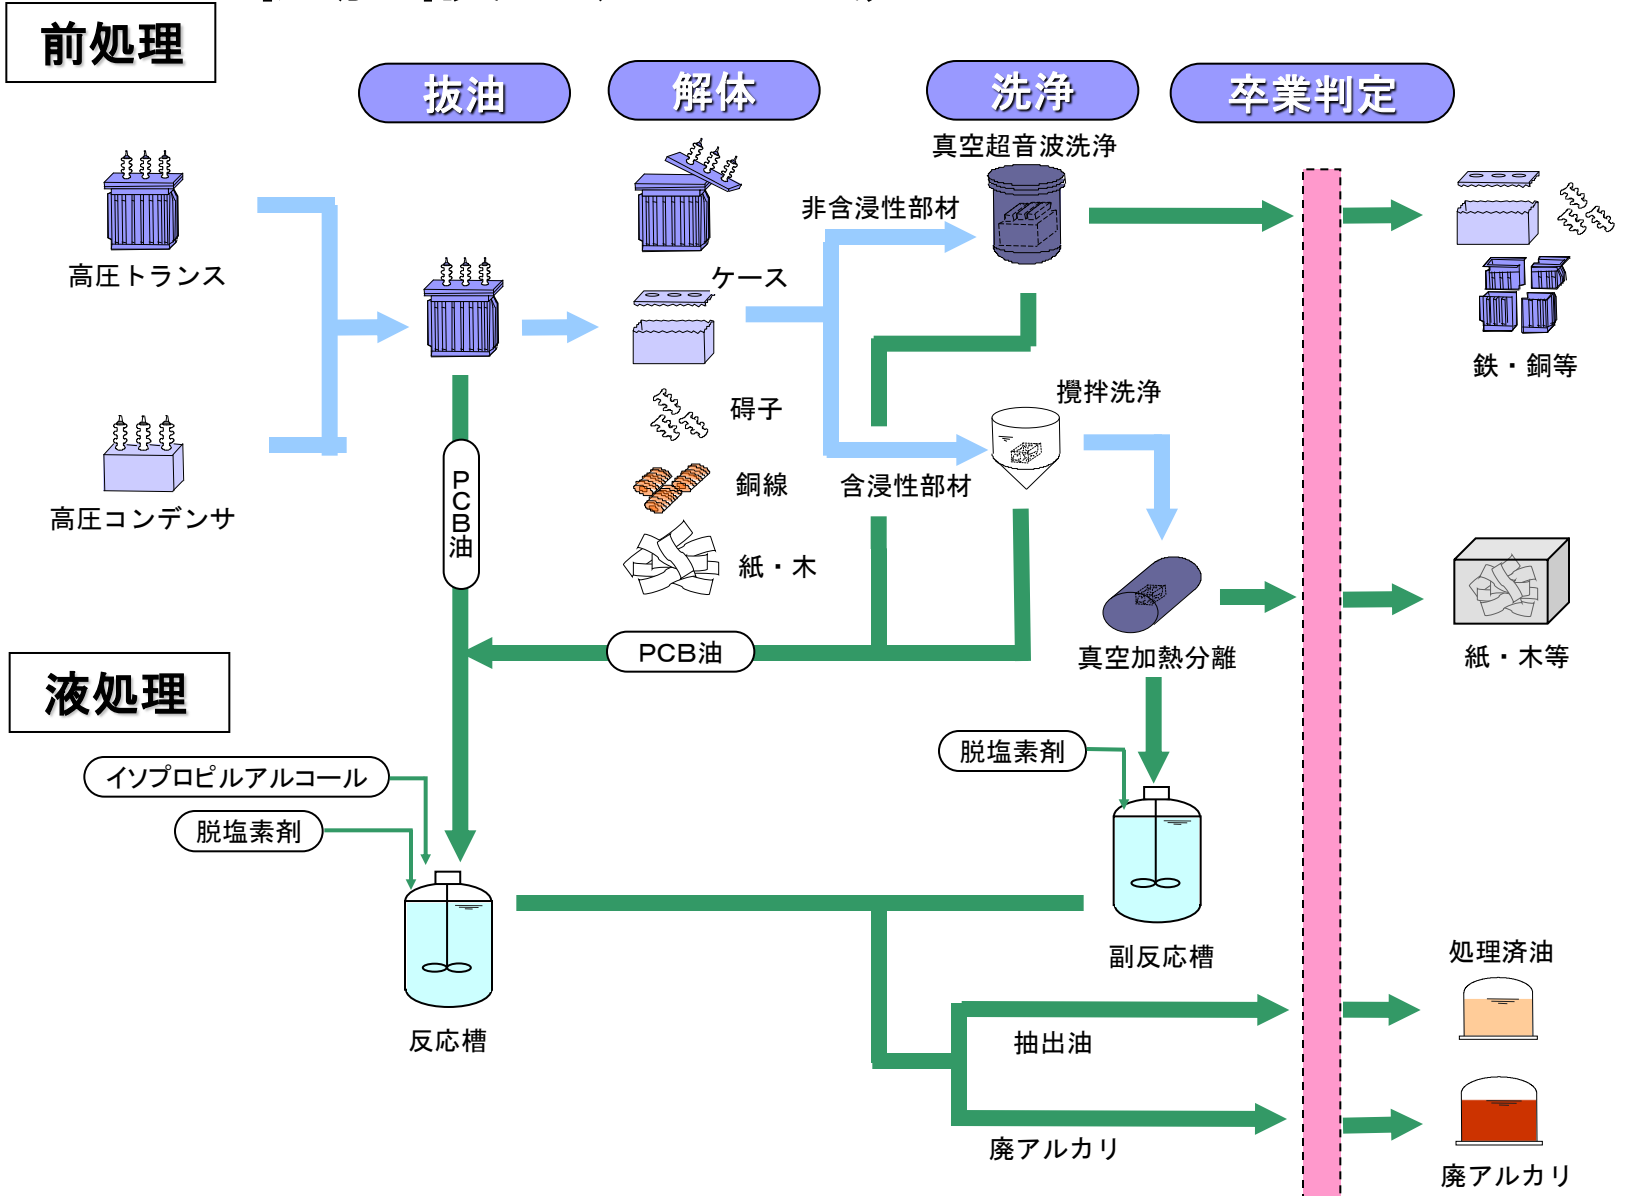 前処理
抜油
解体
洗浄
卒業判定
真空超音波洗浄
非含浸性部材
高圧トランス
ケース
鉄・銅等
攪拌洗浄
碍子
銅線
含浸性部材
高圧コンデンサ
PCB油
紙・木
PCB油
真空加熱分離
紙・木等
液処理
脱塩素剤
イソプロピルアルコール
脱塩素剤
副反応槽
処理済油
反応槽
抽出油
廃アルカリ
廃アルカリ